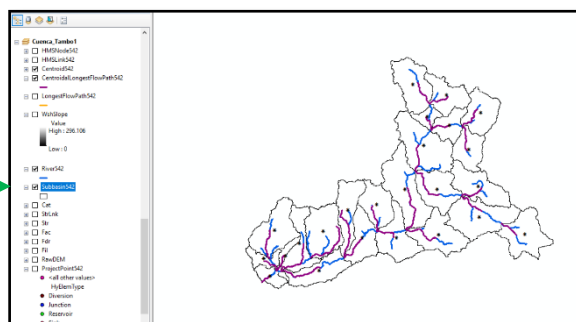 Cuenca_Tambo1
HMSNode542
HMSLink542
Centroid542
CentroidalLongestFlowPath542
LongestFlowPath542
WshSlope
Value
High : 296.106
Low : 0
River542
Subbasin542
Cat
StrLnk
Str
Fac
Fdr
Fil
RawDEM
ProjectPoint542
<all other values>
HyElemType
Diversion
Junction
Reservoir